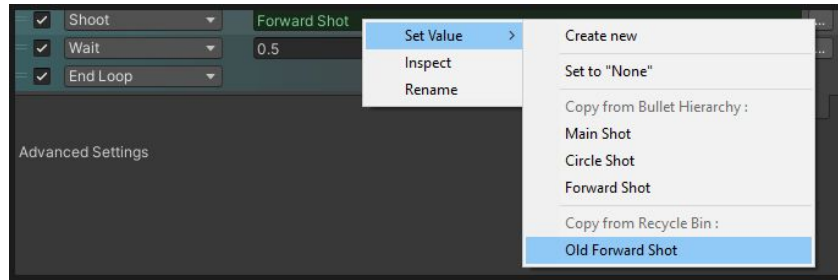 Shoot
Forward Shot
...
Wait
0.5
...
End Loop
Advanced Settings
Set Value
Inspect
Rename
Create new
Set to "None"
Copy from Bullet Hierarchy :
Main Shot
Circle Shot
Forward Shot
Copy from Recycle Bin :
Old Forward Shot